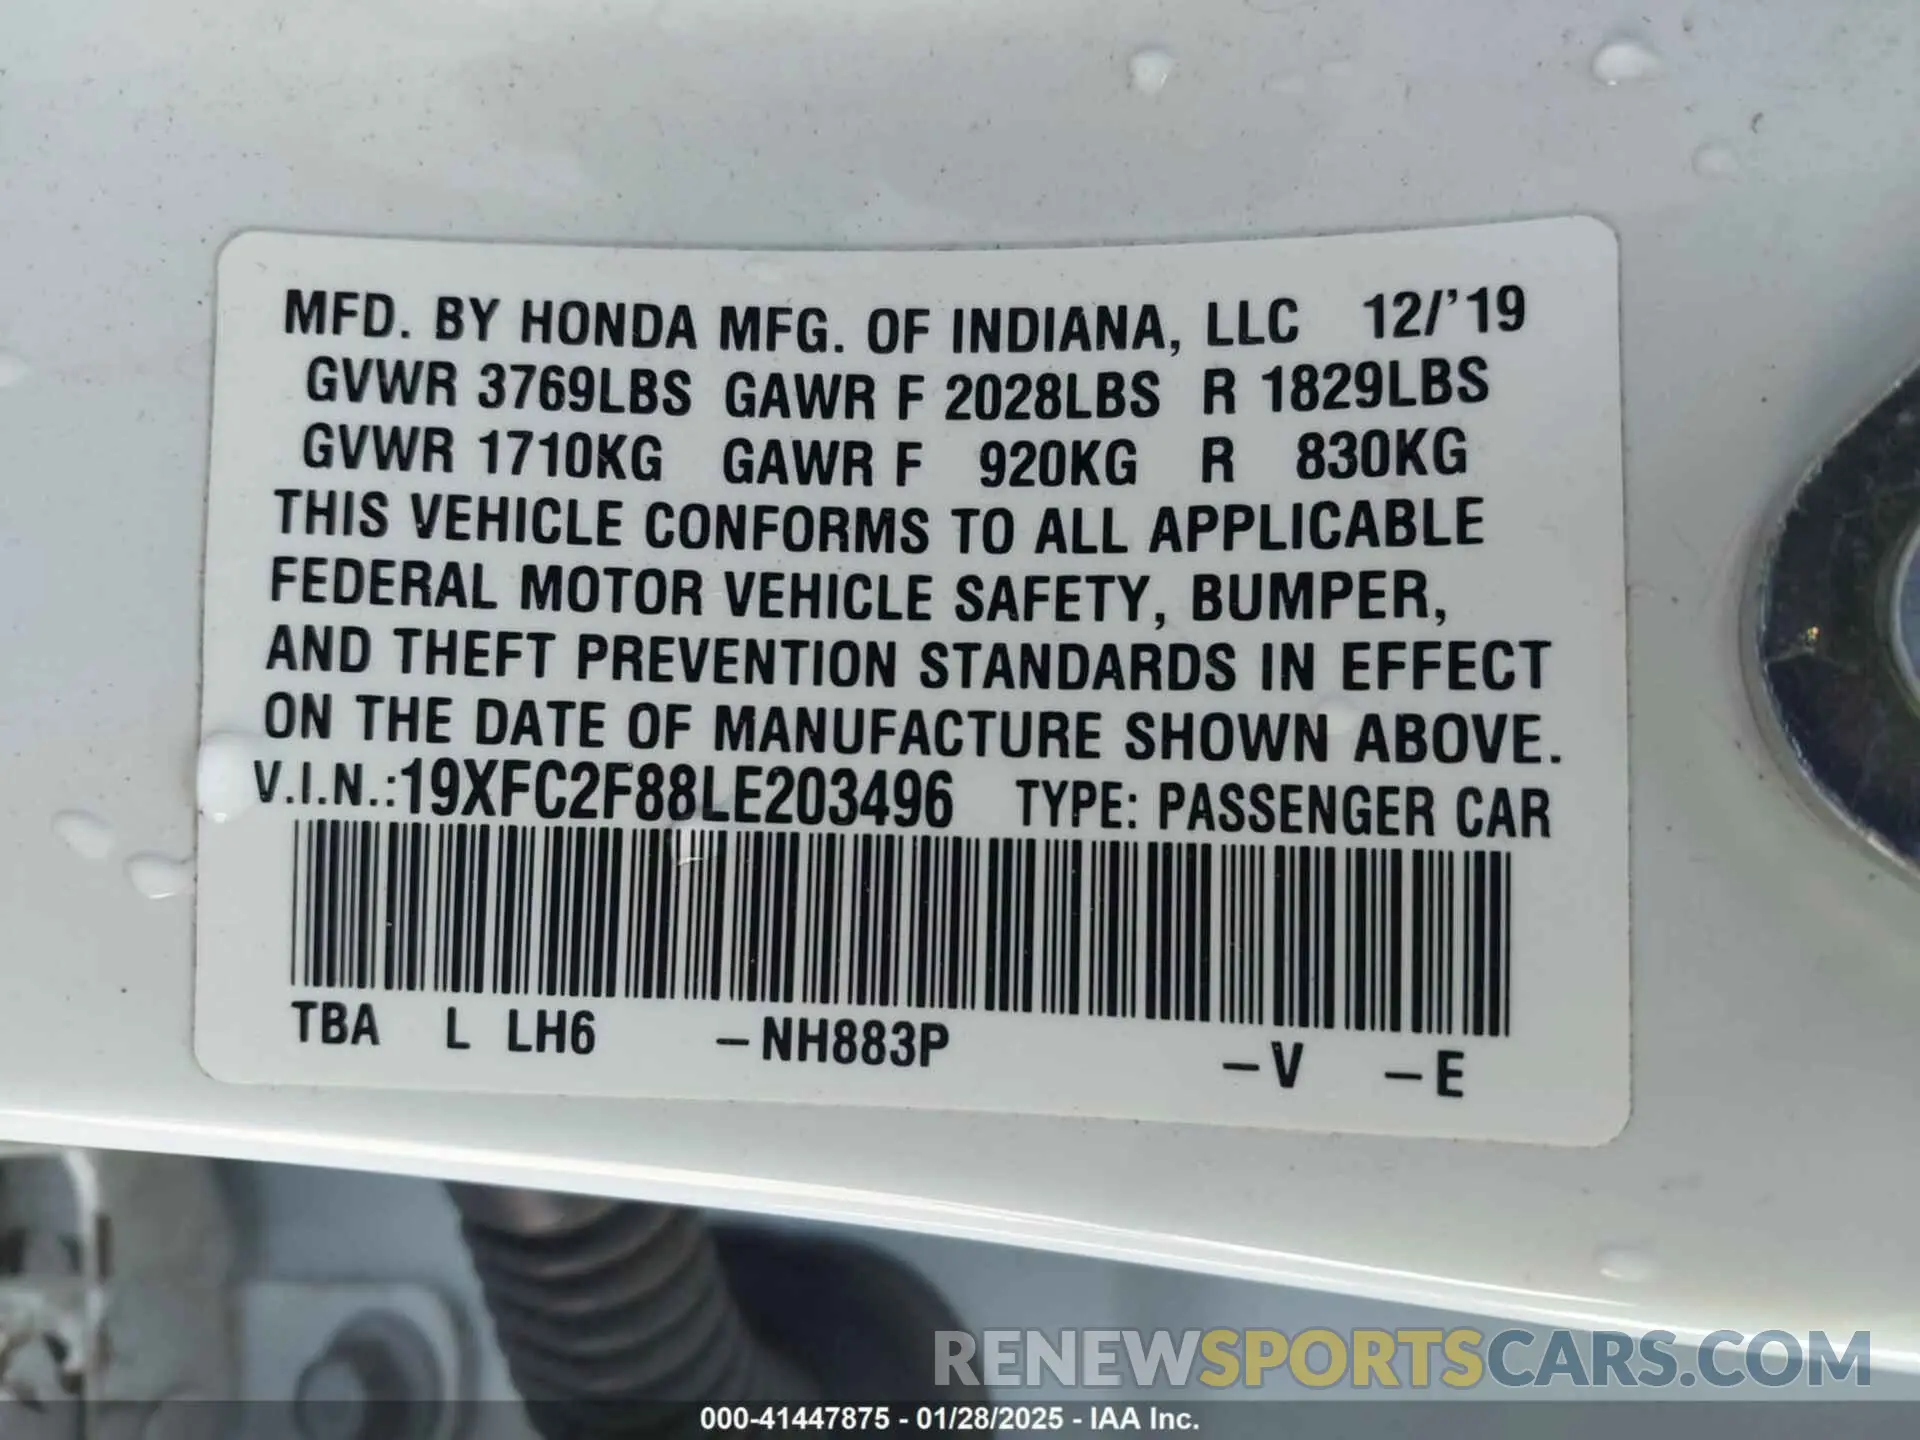 MFD. BY HONDA MFG. OF INDIANA, LLC 12/'19
GVWR 3769LBS GAWR F 2028LBS R 1829LBS
GVWR 1710KG GAWR F 920KG R 830KG
THIS VEHICLE CONFORMS TO ALL APPLICABLE
FEDERAL MOTOR VEHICLE SAFETY, BUMPER,
AND THEFT PREVENTION STANDARDS IN EFFECT
ON THE DATE OF MANUFACTURE SHOWN ABOVE.
V.I.N.:19XFC2F88LE203496 TYPE: PASSENGER CAR
TBA L LH6 –NH883P –V –E
RENEWSPORTSCARS.COM
000-41447875 - 01/28/2025 - IAA Inc.